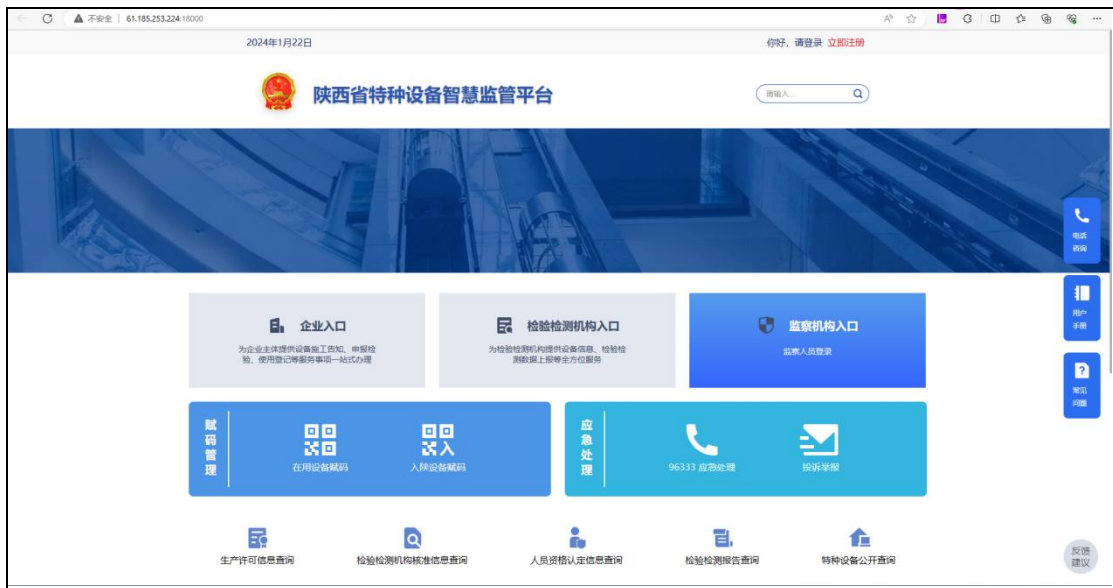 不安全 | 61.185.253.224:18000
2024年1月22日
你好，请登录 立即注册
陕西省特种设备智慧监管平台
请输入...
电话
咨询
用户
手册
常见
问题
企业入口
为企业主体提供设备施工告知、申报检
验、使用登记等服务事项一站式办理
检验检测机构入口
为检验检测机构提供设备信息、检验检
测数据上报等全方位服务
监察机构入口
监察人员登录
赋码管理
在用设备赋码
入陕设备赋码
应急处理
96333 应急处理
投诉举报
生产许可信息查询
检验检测机构核准信息查询
人员资格认定信息查询
检验检测报告查询
特种设备公开查询
反馈
建议